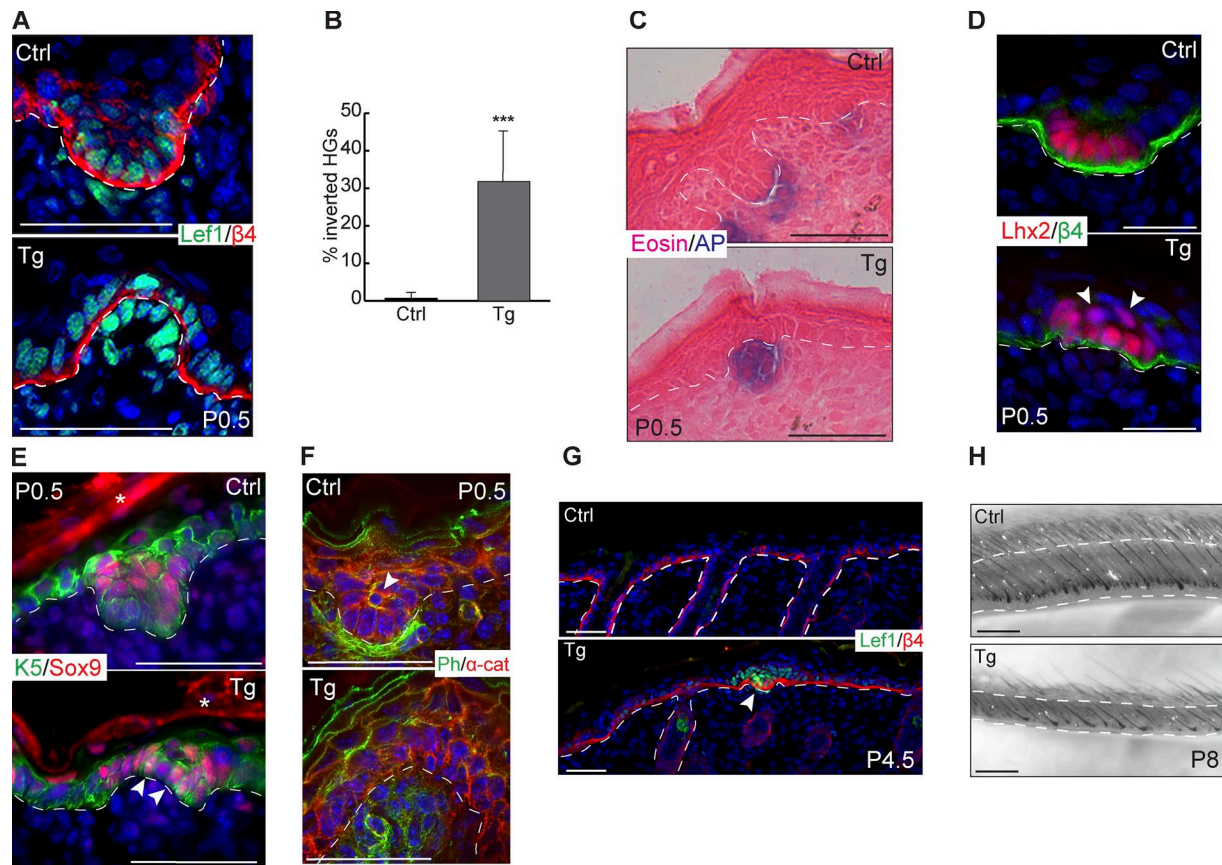 A
Ctrl
Lef1/β4
Tg
P0.5
B
% inverted HGs
50
40
30
20
10
0
***
Ctrl
Tg
C
Ctrl
Eosin/AP
Tg
P0.5
D
Ctrl
Lhx2/β4
Tg
P0.5
E
P0.5
Ctrl
*
K5/Sox9
Tg
*
F
Ctrl
P0.5
Ph/α-cat
Tg
G
Ctrl
Lef1/β4
Tg
P4.5
H
Ctrl
Tg
P8